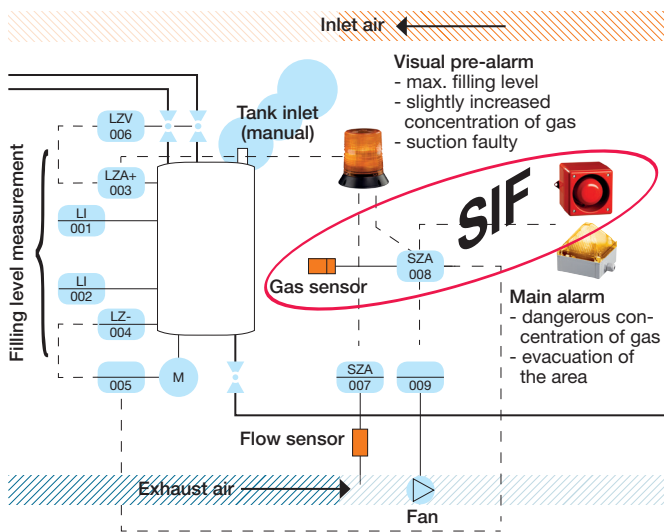 Inlet air
Visual pre-alarm
- max. filling level
- slightly increased
concentration of gas
- suction faulty
Tank inlet
(manual)
LZV
006
LZA+
003
LI
001
LI
002
LZ-
004
005
M
Filling level measurement
SIF
Gas sensor
SZA
008
Main alarm
- dangerous con-
centration of gas
- evacuation of
the area
SZA
007
009
Flow sensor
Exhaust air
Fan